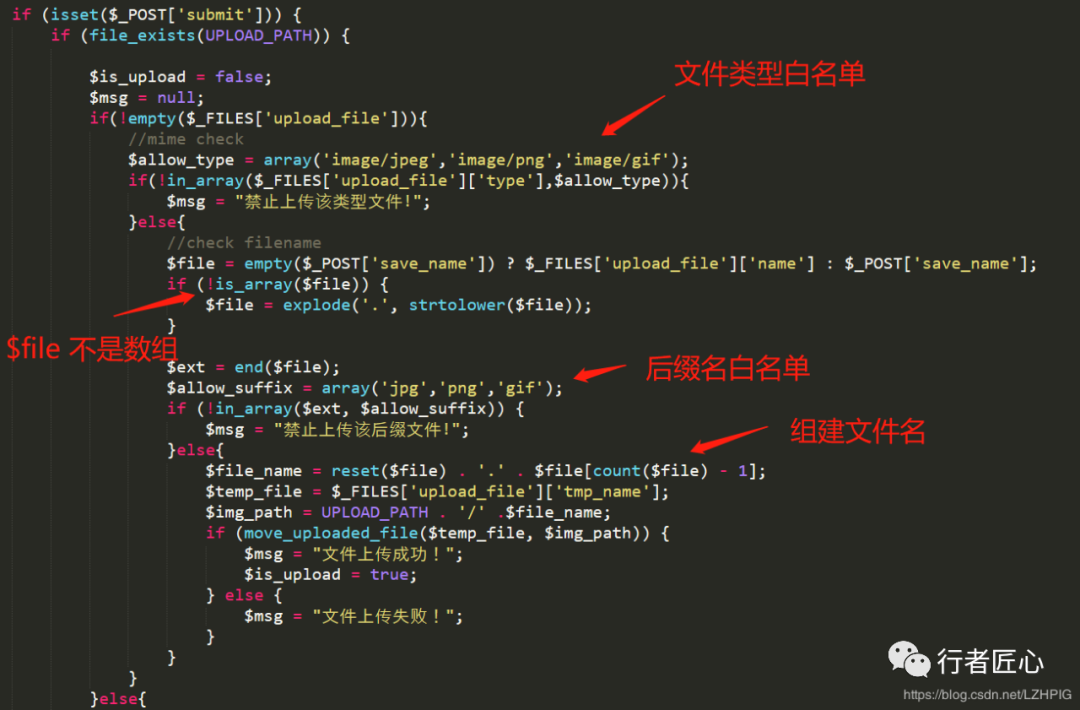 if (isset($_POST['submit'])) {
if (file_exists(UPLOAD_PATH)) {
$is_upload = false;
文件类型白名单
$msg = null;
if(!empty($_FILES['upload_file'])){
//mime check
$allow_type = array('image/jpeg','image/png','image/gif');
if(!in_array($_FILES['upload_file']['type'],$allow_type)){
$msg = "禁止上传该类型文件!";
}else{
//check filename
$file = empty($_POST['save_name']) ? $_FILES['upload_file']['name'] : $_POST['save_name'];
if (!is_array($file)) {
$file = explode('.', strtolower($file));
}
$file 不是数组
$ext = end($file);
后缀名白名单
$allow_suffix = array('jpg','png','gif');
if (!in_array($ext, $allow_suffix)) {
$msg = "禁止上传该后缀文件!";
组建文件名
}else{
$file_name = reset($file) . '.' . $file[count($file) - 1];
$temp_file = $_FILES['upload_file']['tmp_name'];
$img_path = UPLOAD_PATH . '/' .$file_name;
if (move_uploaded_file($temp_file, $img_path)) {
$msg = "文件上传成功！";
$is_upload = true;
} else {
$msg = "文件上传失败！";
}
}
}
}else{
行者匠心
https://blog.csdn.net/LZHPIG